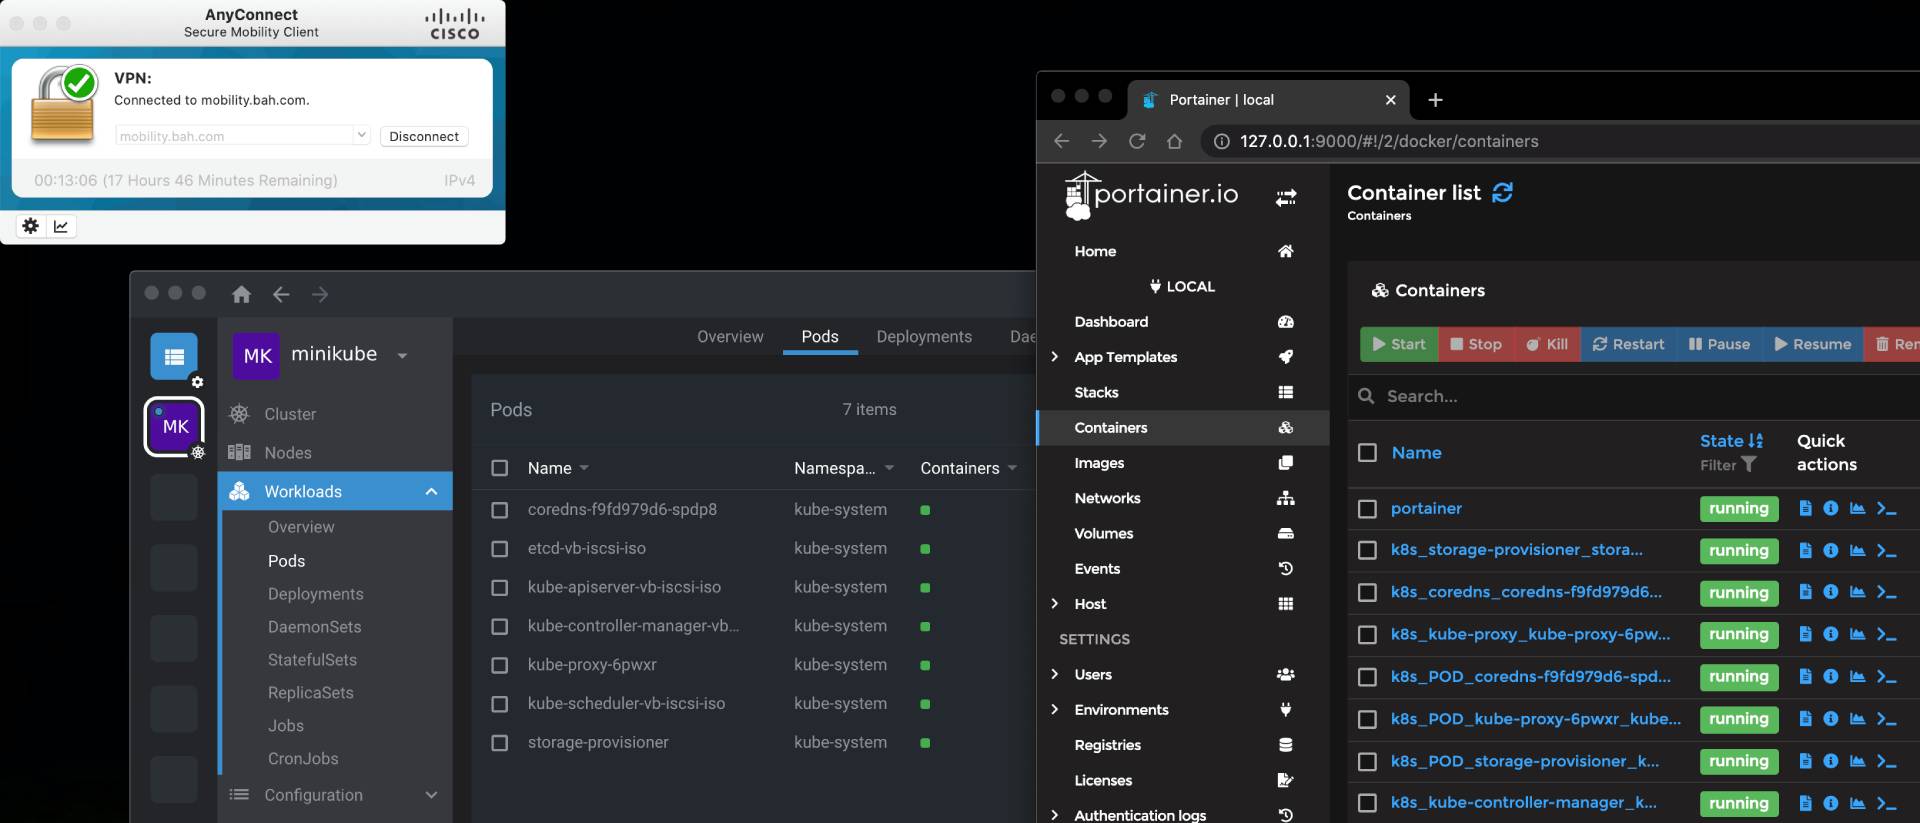 AnyConnect
Secure Mobility Client
CISCO
VPN:
Connected to mobility.bah.com.
mobility.bah.com
Disconnect
00:13:06 (17 Hours 46 Minutes Remaining)
IPv4
MK
MK minikube
Cluster
Nodes
Workloads
Overview
Pods
Deployments
DaemonSets
StatefulSets
ReplicaSets
Jobs
CronJobs
Configuration
Overview Pods Deployments Dae
Pods 7 items
Name Namespa... Containers
coredns-f9fd979d6-spdp8 kube-system
etcd-vb-iscsi-iso kube-system
kube-apiserver-vb-iscsi-iso kube-system
kube-controller-manager-vb... kube-system
kube-proxy-6pwxr kube-system
kube-scheduler-vb-iscsi-iso kube-system
storage-provisioner kube-system
Portainer | local
127.0.0.1:9000/#!/2/docker/containers
portainer.io
Home
LOCAL
Dashboard
App Templates
Stacks
Containers
Images
Networks
Volumes
Events
Host
SETTINGS
Users
Environments
Registries
Licenses
Authentication logs
Container list
Containers
Containers
Start Stop Kill Restart Pause Resume Ren
Search...
Name State Filter Quick actions
portainer running
k8s_storage-provisioner_stora... running
k8s_coredns_coredns-f9fd979d6... running
k8s_kube-proxy_kube-proxy-6pw... running
k8s_POD_coredns-f9fd979d6-spd... running
k8s_POD_kube-proxy-6pwxr_kube... running
k8s_POD_storage-provisioner_k... running
k8s_kube-controller-manager_k... running